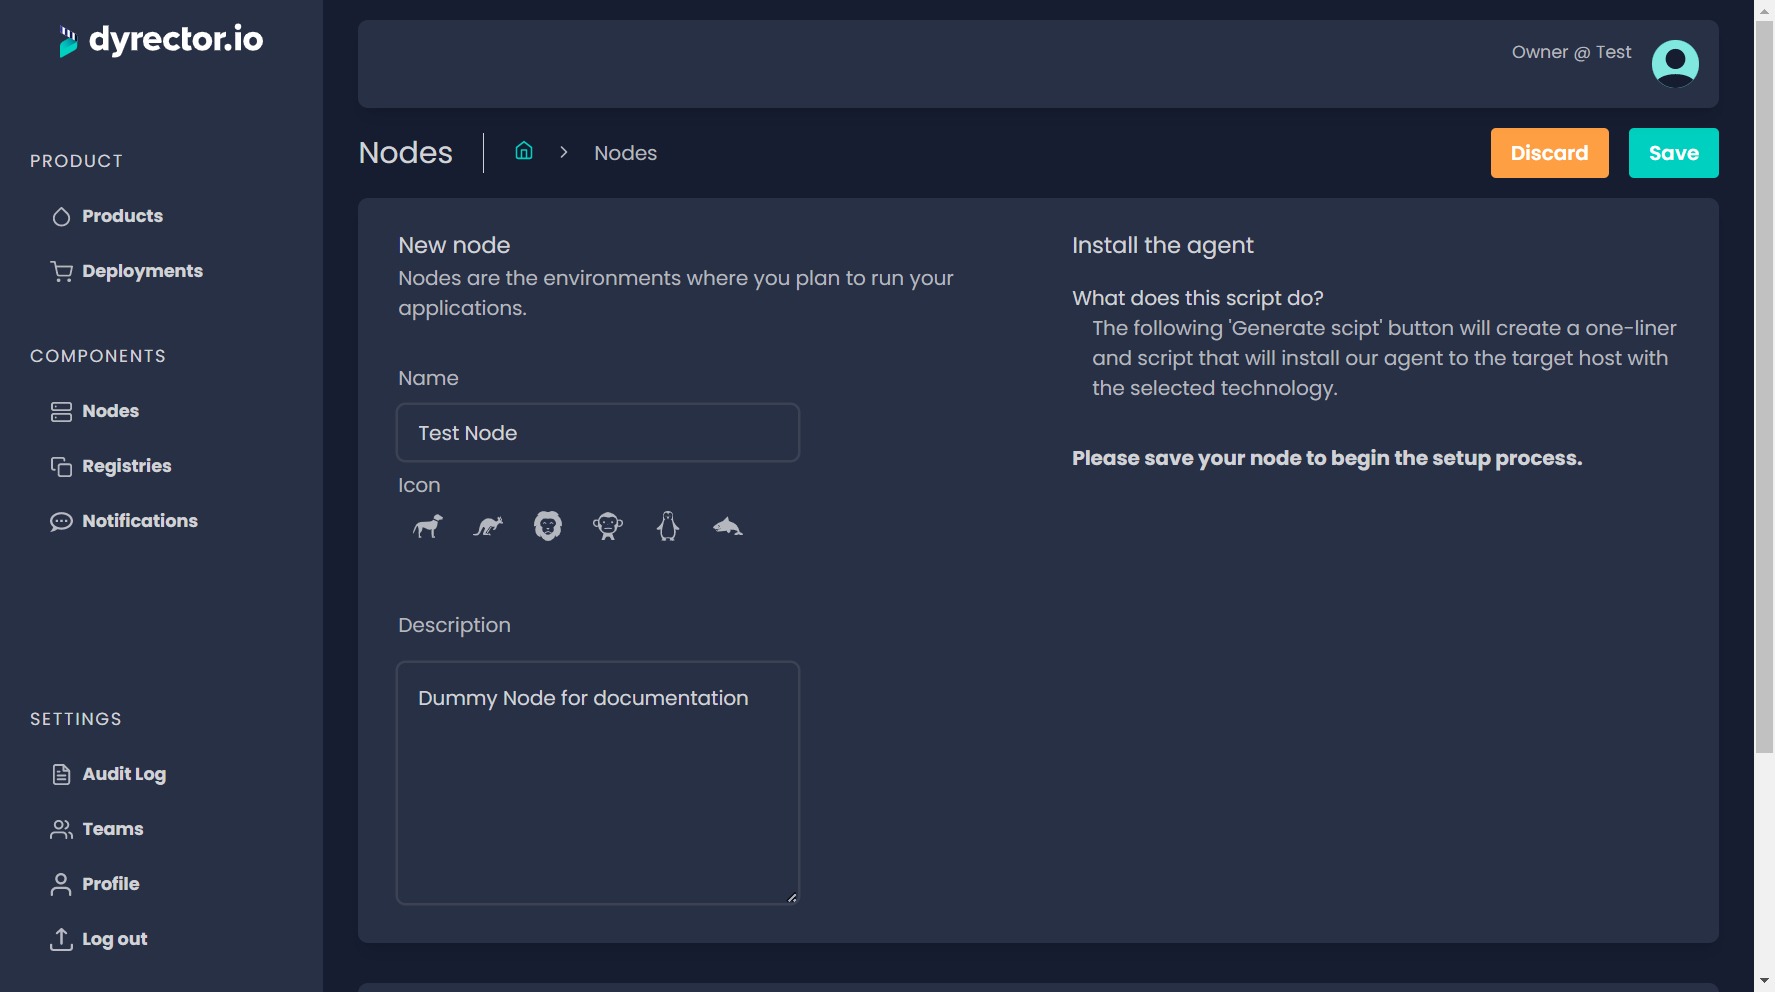 dyrector.io
PRODUCT
Products
Deployments
COMPONENTS
Nodes
Registries
Notifications
SETTINGS
Audit Log
Teams
Profile
Log out
Owner @ Test
Nodes
Nodes
Discard
Save
New node
Nodes are the environments where you plan to run your
applications.
Name
Test Node
Icon
Description
Dummy Node for documentation
Install the agent
What does this script do?
The following 'Generate scipt' button will create a one-liner
and script that will install our agent to the target host with
the selected technology.
Please save your node to begin the setup process.